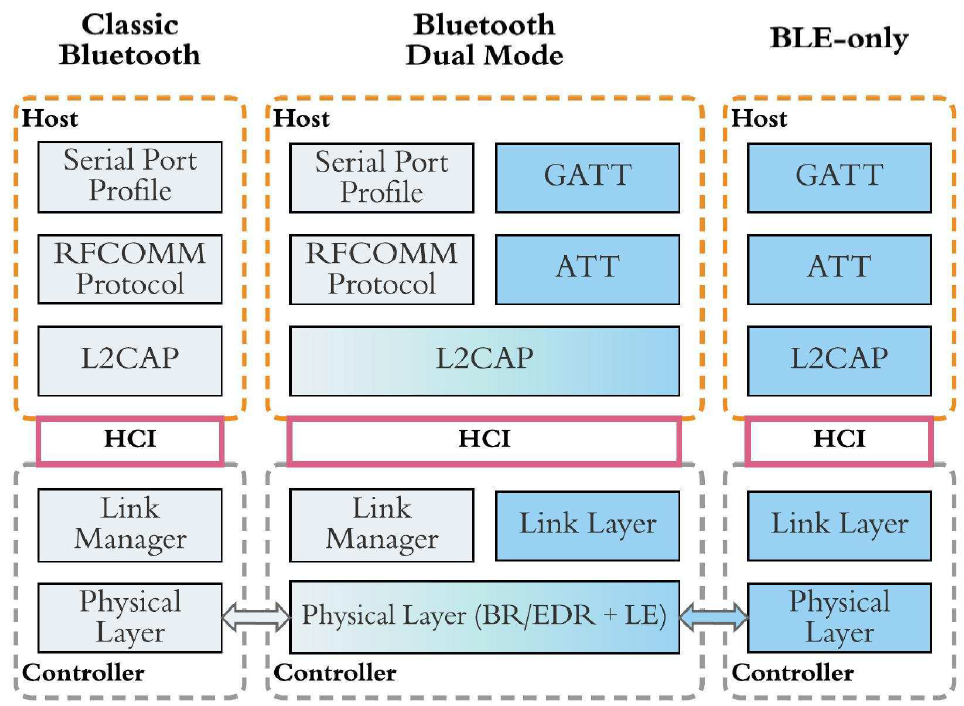 Classic
Bluetooth
Bluetooth
Dual Mode
BLE-only
Host
Serial Port
Profile
RFCOMM
Protocol
L2CAP
HCI
Link
Manager
Physical
Layer
Controller
Host
Serial Port
Profile
GATT
RFCOMM
Protocol
ATT
L2CAP
HCI
Link
Manager
Link Layer
Physical Layer (BR/EDR + LE)
Controller
Host
GATT
ATT
L2CAP
HCI
Link Layer
Physical
Layer
Controller